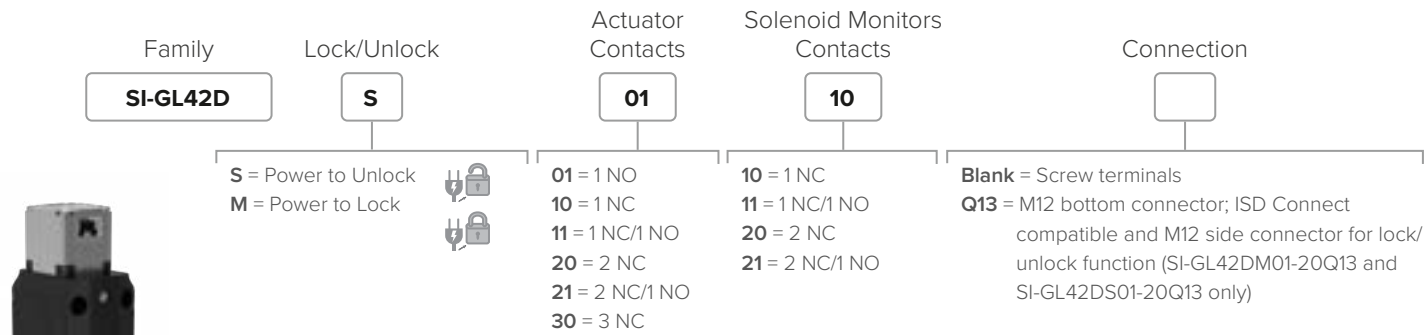 Family
Lock/Unlock
Actuator
Contacts
Solenoid Monitors
Contacts
Connection
SI-GL42D
S
01
10
S = Power to Unlock
M = Power to Lock
01 = 1 NO
10 = 1 NC
11 = 1 NC/1 NO
20 = 2 NC
21 = 2 NC/1 NO
30 = 3 NC
10 = 1 NC
11 = 1 NC/1 NO
20 = 2 NC
21 = 2 NC/1 NO
Blank = Screw terminals
Q13 = M12 bottom connector; ISD Connect
compatible and M12 side connector for lock/
unlock function (SI-GL42DM01-20Q13 and
SI-GL42DS01-20Q13 only)